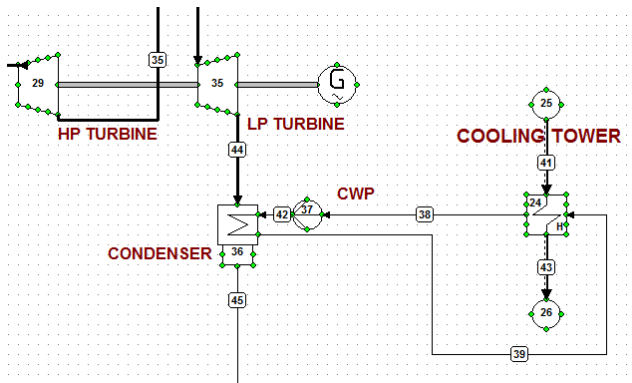 35
29
35
G
~
HP TURBINE
LP TURBINE
25
COOLING TOWER
44
41
CWP
24
42
37
38
H
CONDENSER
36
43
45
26
39